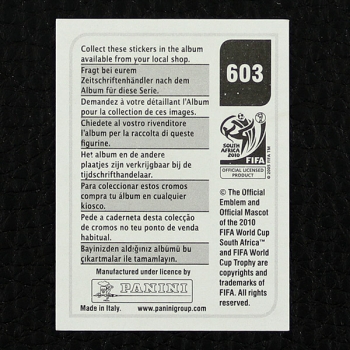 Collect these stickers in the album
available from your local shop.
Fragt bei eurem
Zeitschriftenhändler nach dem
Album für diese Serie.
Demandez à votre détaillant l'Album
pour la collection de ces images.
Chiedete al vostro rivenditore
l'album per la raccolta di queste
figurine.
Het album en de andere
plaatjes zijn verkrijgbaar bij de
tijdschrifthandelaar.
Para coleccionar estos cromos
compra tu álbum en cualquier
kiosco.
Pede a caderneta desta colecção
de cromos no teu ponto de venda
habitual.
Bayinizden aldığınız albümü bu
çıkartmalar ile tamamlayın.
Manufactured under licence by
PANINI
Made in Italy.
www.paninigroup.com
603
SOUTH
AFRICA
2010
FIFA
OFFICIAL LICENSED
PRODUCT
© The Official
Emblem and
Official Mascot
of the 2010
FIFA World Cup
South Africa™
and FIFA World
Cup Trophy are
copyrights and
trademarks of
FIFA. All rights
reserved.